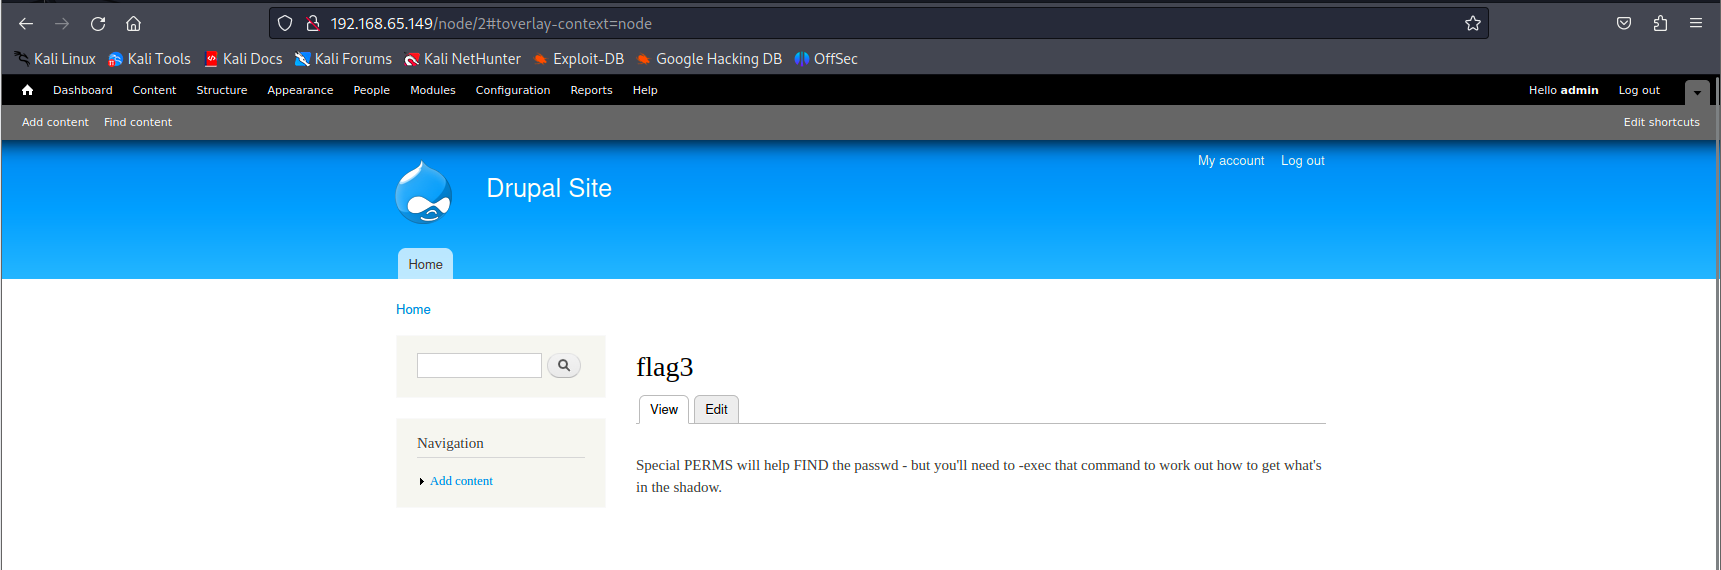 192.168.65.149/node/2#toverlay-context=node
Kali Linux Kali Tools Kali Docs Kali Forums Kali NetHunter Exploit-DB Google Hacking DB OffSec
Dashboard Content Structure Appearance People Modules Configuration Reports Help Hello admin Log out
Add content Find content Edit shortcuts
My account Log out
Drupal Site
Home
Home
flag3
View Edit
Navigation
Add content
Special PERMS will help FIND the passwd - but you'll need to -exec that command to work out how to get what's
in the shadow.